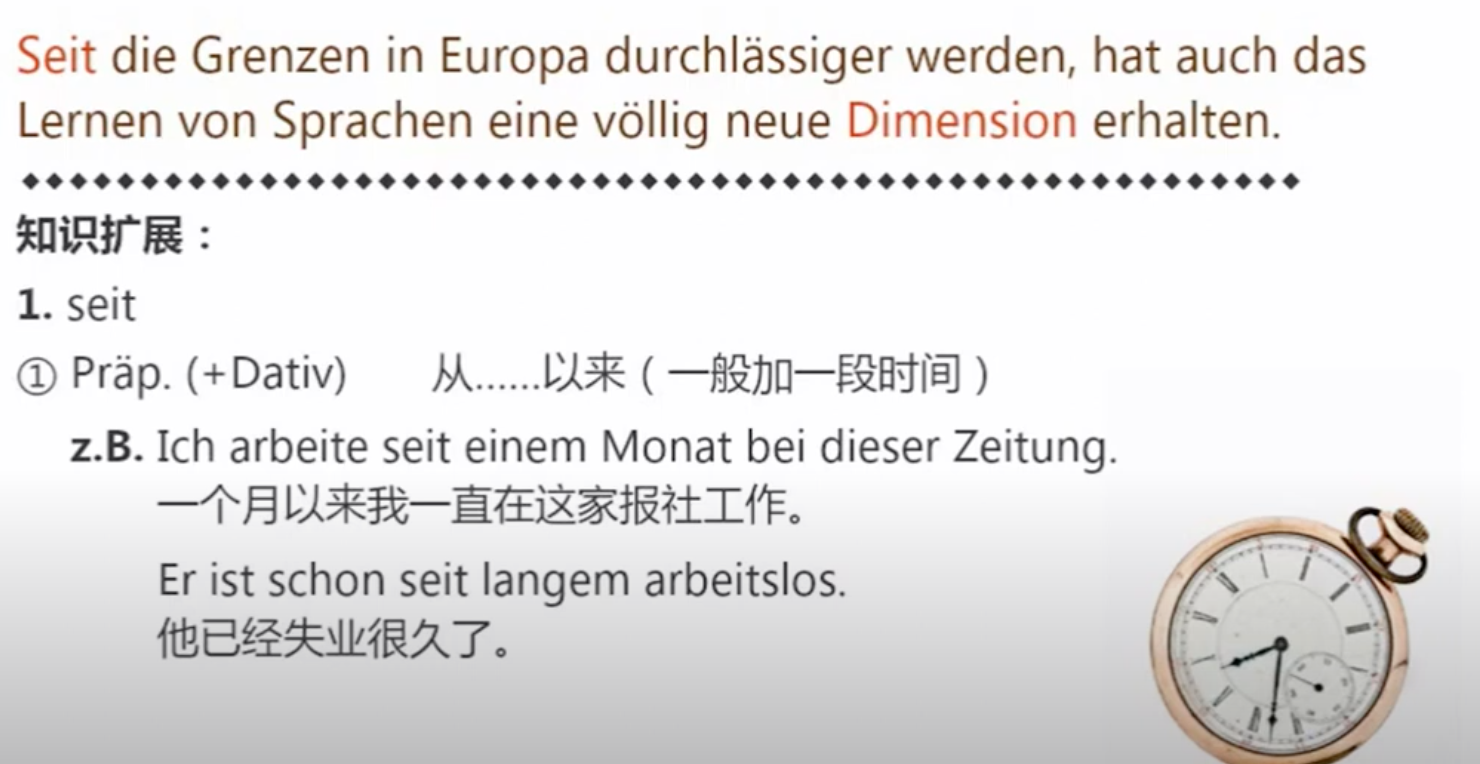 Seit die Grenzen in Europa durchlässiger werden, hat auch das
Lernen von Sprachen eine völlig neue Dimension erhalten.
知识扩展：
1. seit
① Präp. (+Dativ) 从……以来（一般加一段时间）
z.B. Ich arbeite seit einem Monat bei dieser Zeitung.
一个月以来我一直在这家报社工作。
Er ist schon seit langem arbeitslos.
他已经失业很久了。